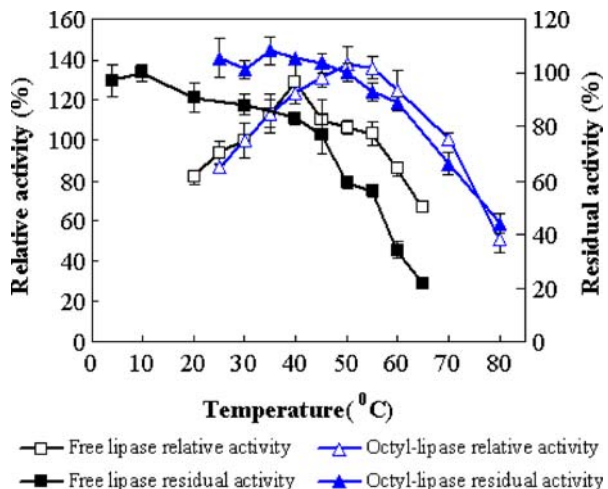 Relative activity (%)
160
140
120
100
80
60
40
20
0
120
100
80
60
40
20
0
Residual activity (%)
0 10 20 30 40 50 60 70 80
Temperature(⁰C)
Free lipase relative activity Octyl-lipase relative activity
Free lipase residual activity Octyl-lipase residual activity